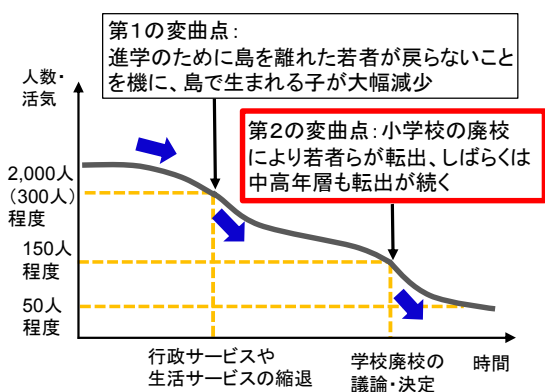 第1の変曲点:
進学のために島を離れた若者が戻らないこと
を機に、島で生まれる子が大幅減少
人数・
活気
第2の変曲点:小学校の廃校
により若者らが転出、しばらくは
中高年層も転出が続く
2,000人
(300人)
程度
150人
程度
50人
程度
行政サービスや
生活サービスの縮退
学校廃校の
議論・決定
時間